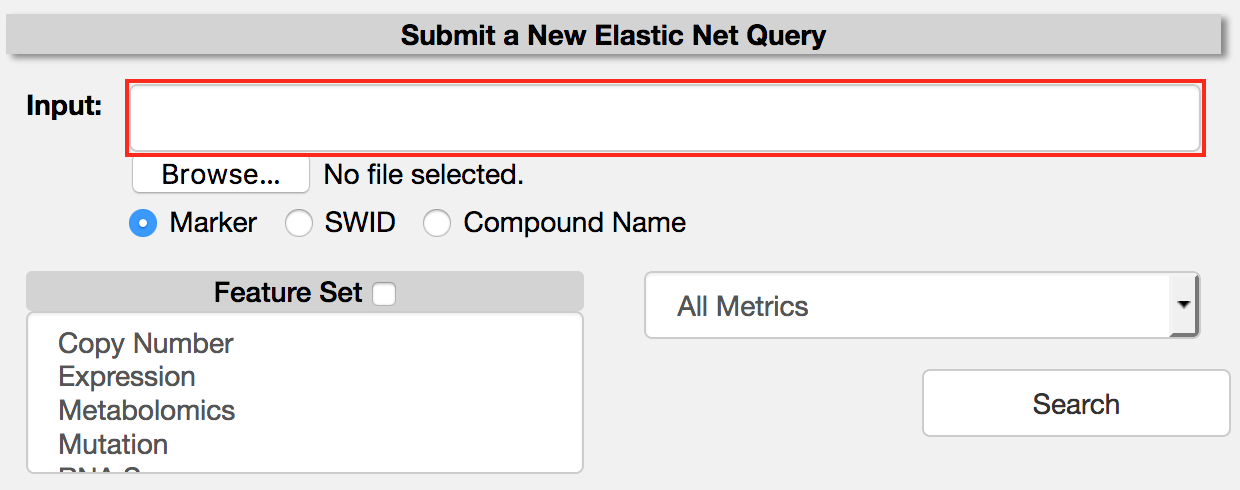 Submit a New Elastic Net Query
Input:
Browse... No file selected.
Marker SWID Compound Name
Feature Set
All Metrics
Copy Number
Expression
Metabolomics
Mutation
Search